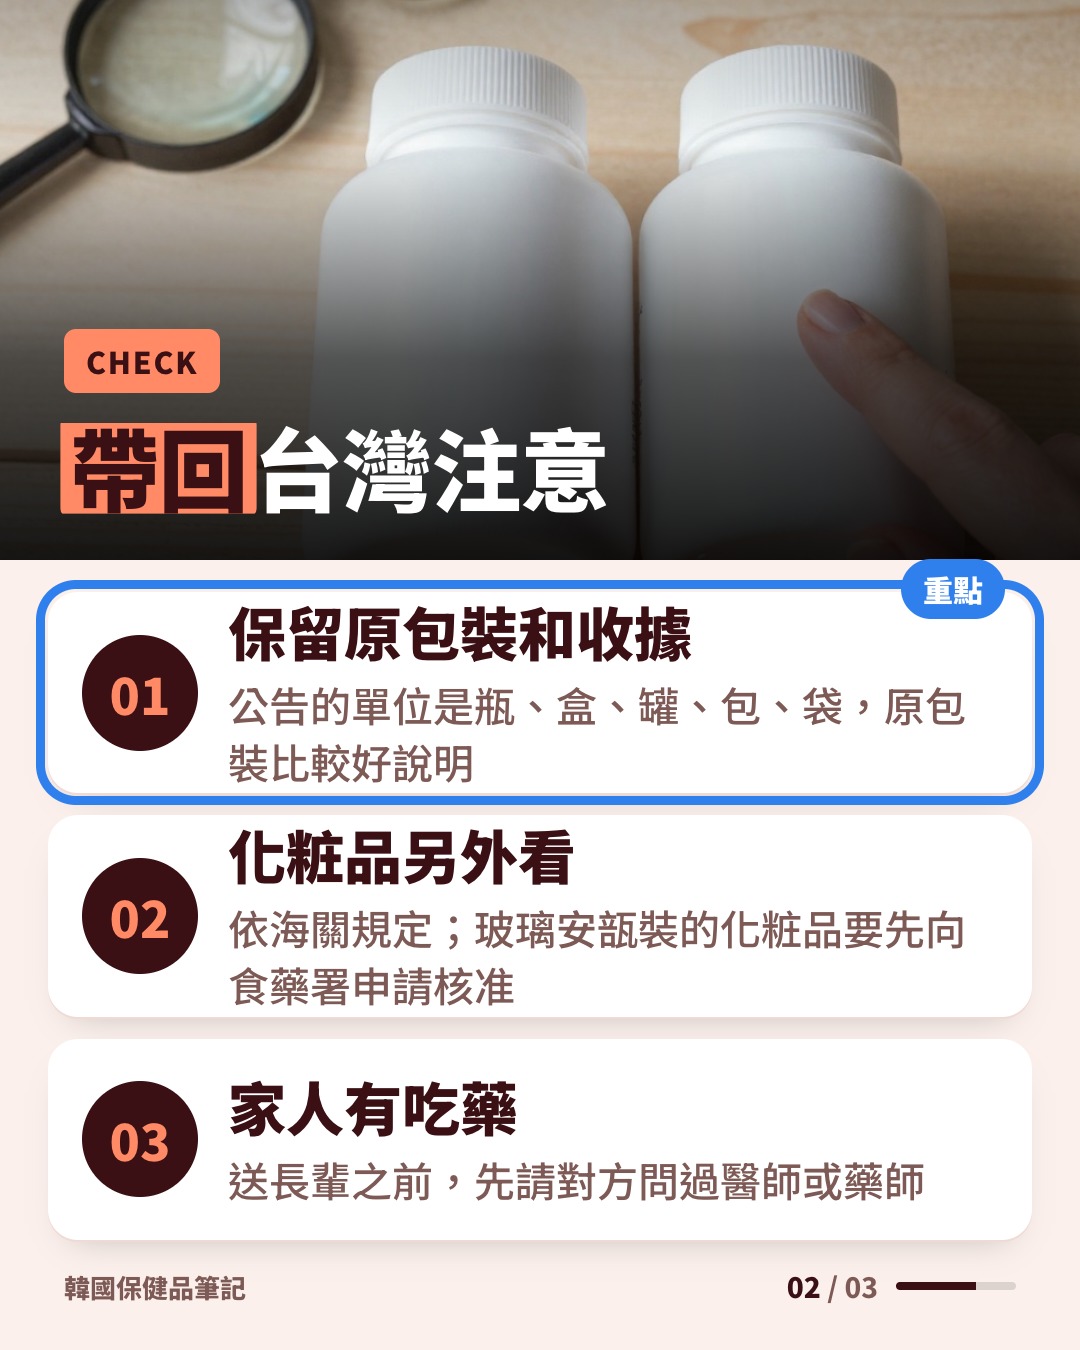 CHECK
帶回台灣注意
重點
01
保留原包裝和收據
公告的單位是瓶、盒、罐、包、袋，原包
裝比較好說明
02
化粧品另外看
依海關規定；玻璃安瓿裝的化粧品要先向
食藥署申請核准
03
家人有吃藥
送長輩之前，先請對方問過醫師或藥師
韓國保健品筆記
02 / 03